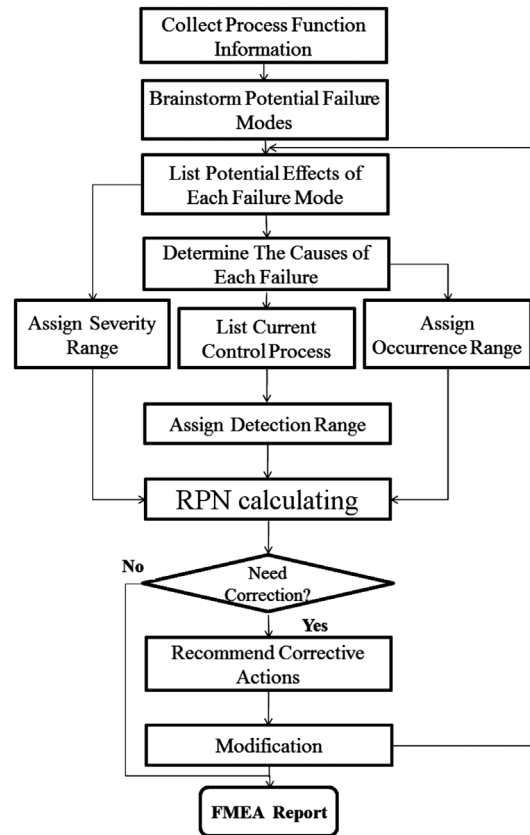 Collect Process Function
Information
Brainstorm Potential Failure
Modes
List Potential Effects of
Each Failure Mode
Determine The Causes of
Each Failure
Assign Severity
Range
List Current
Control Process
Assign
Occurrence Range
Assign Detection Range
RPN calculating
No
Need
Correction?
Yes
Recommend Corrective
Actions
Modification
FMEA Report